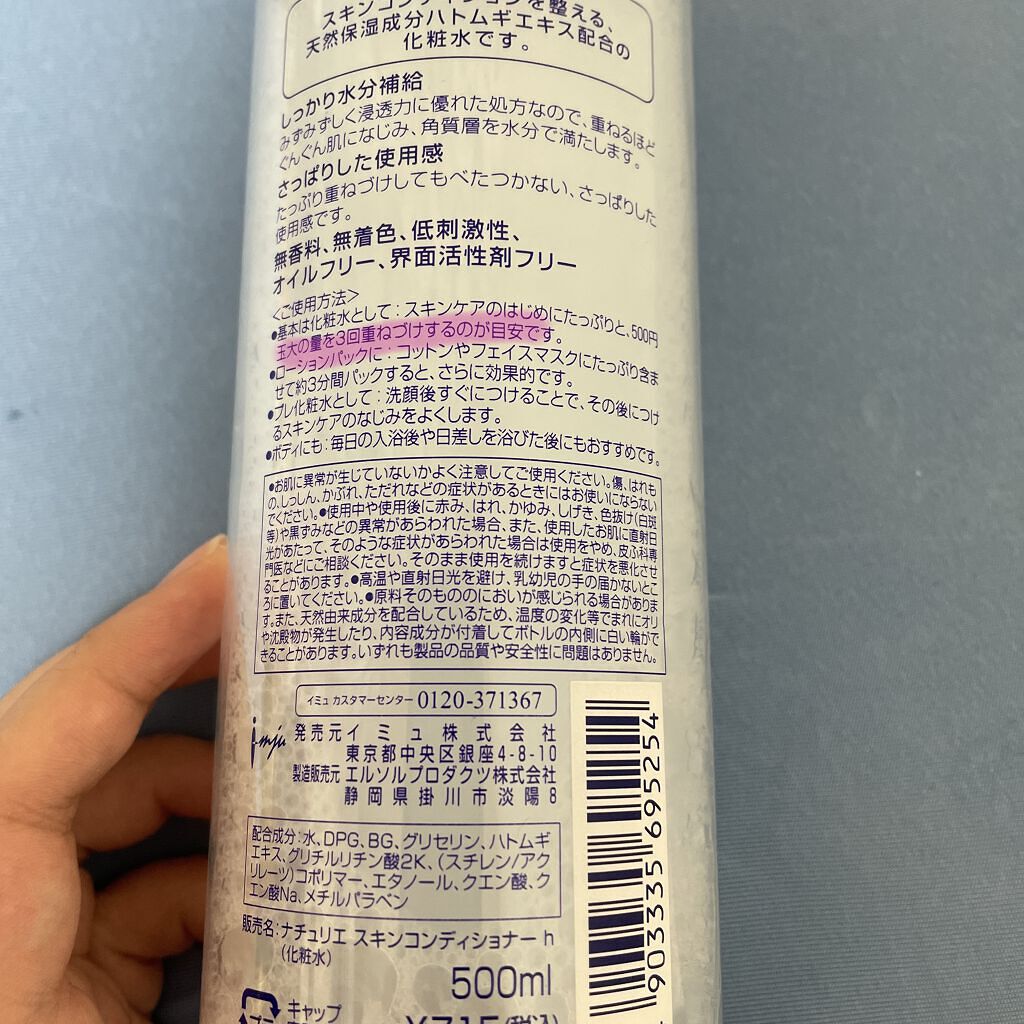 スキンコンディションを整える、
天然保湿成分ハトムギエキス配合の
化粧水です。
しっかり水分補給
みずみずしく浸透力に優れた処方なので、重ねるほど
ぐんぐん肌になじみ、角質層を水分で満たします。
さっぱりした使用感
たっぷり重ねづけしてもべたつかない、さっぱりした
使用感です。
無香料、無着色、低刺激性、
オイルフリー、界面活性剤フリー
<ご使用方法>
●基本は化粧水として:スキンケアのはじめにたっぷりと、500円
玉大の量を3回重ねづけするのが目安です。
●ローションパックに:コットンやフェイスマスクにたっぷり含ま
せて約3分間パックすると、さらに効果的です。
●プレ化粧水として:洗顔後すぐにつけることで、その後につけ
るスキンケアのなじみをよくします。
●ボディにも:毎日の入浴後や日差しを浴びた後にもおすすめです。
●お肌に異常が生じていないかよく注意してご使用ください。傷、はれも
の、しっしん、かぶれ、ただれなどの症状があるときにはお使いにならない
でください。●使用中や使用後に赤み、はれ、かゆみ、しげき、色抜け(白斑
等)や黒ずみなどの異常があらわれた場合、また、使用したお肌に直射日
光があたって、そのような症状があらわれた場合は使用をやめ、皮ふ科専
門医などにご相談ください。そのまま使用を続けますと症状を悪化させ
ることがあります。●高温や直射日光を避け、乳幼児の手の届かないとこ
ろに置いてください。●原料そのもののにおいが感じられる場合がありま
す。また、天然由来成分を配合しているため、温度の変化等でまれにオリ
や沈殿物が発生したり、内容成分が付着してボトルの内側に白い輪がで
きることがあります。いずれも製品の品質や安全性に問題はありません。
イミュ カスタマーセンター 0120-371367
i-mju 発売元 イミュ株式会社
東京都中央区銀座4-8-10
製造販売元 エルソルプロダクツ株式会社
静岡県掛川市淡陽8
配合成分:水、DPG、BG、グリセリン、ハトムギ
エキス、グリチルリチン酸2K、(スチレン/アク
リレーツ)コポリマー、エタノール、クエン酸、ク
エン酸Na、メチルパラベン
販売名:ナチュリエ スキンコンディショナー h
(化粧水)
500ml
キャップ
プラ
¥715(税込)
903335 695254